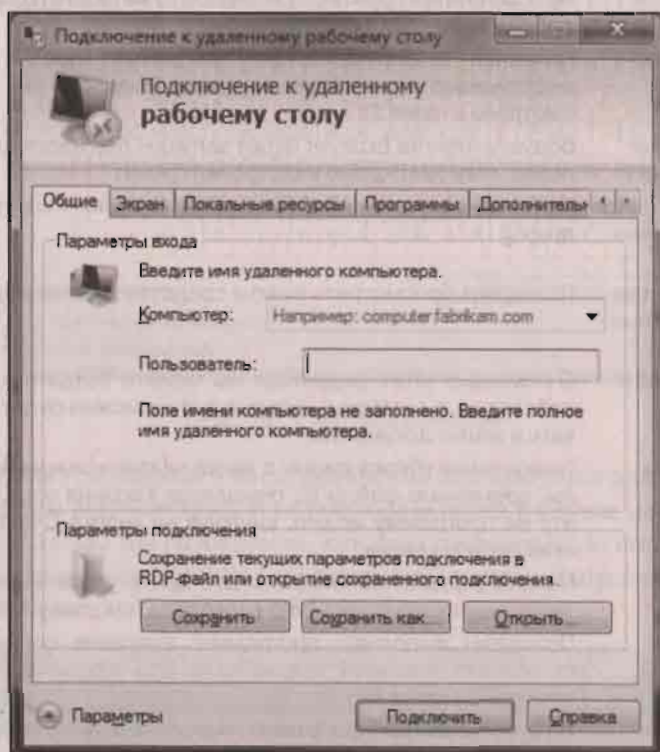 Подключение к удаленному рабочему столу
Подключение к удаленному
рабочему столу
Общие Экран Локальные ресурсы Программы Дополнительн
Параметры входа
Введите имя удаленного компьютера.
Компьютер: Например: computer.fabrikam.com
Пользователь:
Поле имени компьютера не заполнено. Введите полное
имя удаленного компьютера.
Параметры подключения
Сохранение текущих параметров подключения в
RDP-файл или открытие сохраненного подключения.
Сохранить Сохранить как... Открыть...
Параметры Подключить Справка